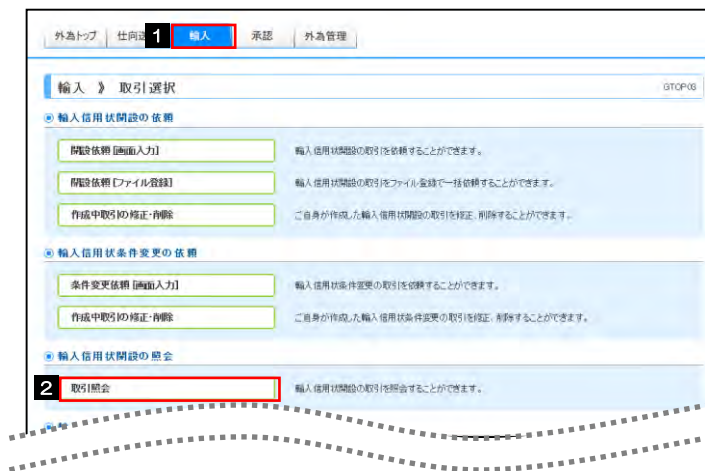 外為トップ 仕向送 1 輸入 承認 外為管理
輸入 》 取引選択 GTOP08
輸入信用状開設の依頼
開設依頼 [画面入力] 輸入信用状開設の取引を依頼することができます。
開設依頼 [ファイル登録] 輸入信用状開設の取引をファイル登録で一括依頼することができます。
作成中取引の修正・削除 ご自身が作成した輸入信用状開設の取引を修正、削除することができます。
輸入信用状条件変更の依頼
条件変更依頼 [画面入力] 輸入信用状条件変更の取引を依頼することができます。
作成中取引の修正・削除 ご自身が作成した輸入信用状条件変更の取引を修正、削除することができます。
輸入信用状開設の照会
2 取引照会 輸入信用状開設の取引を照会することができます。